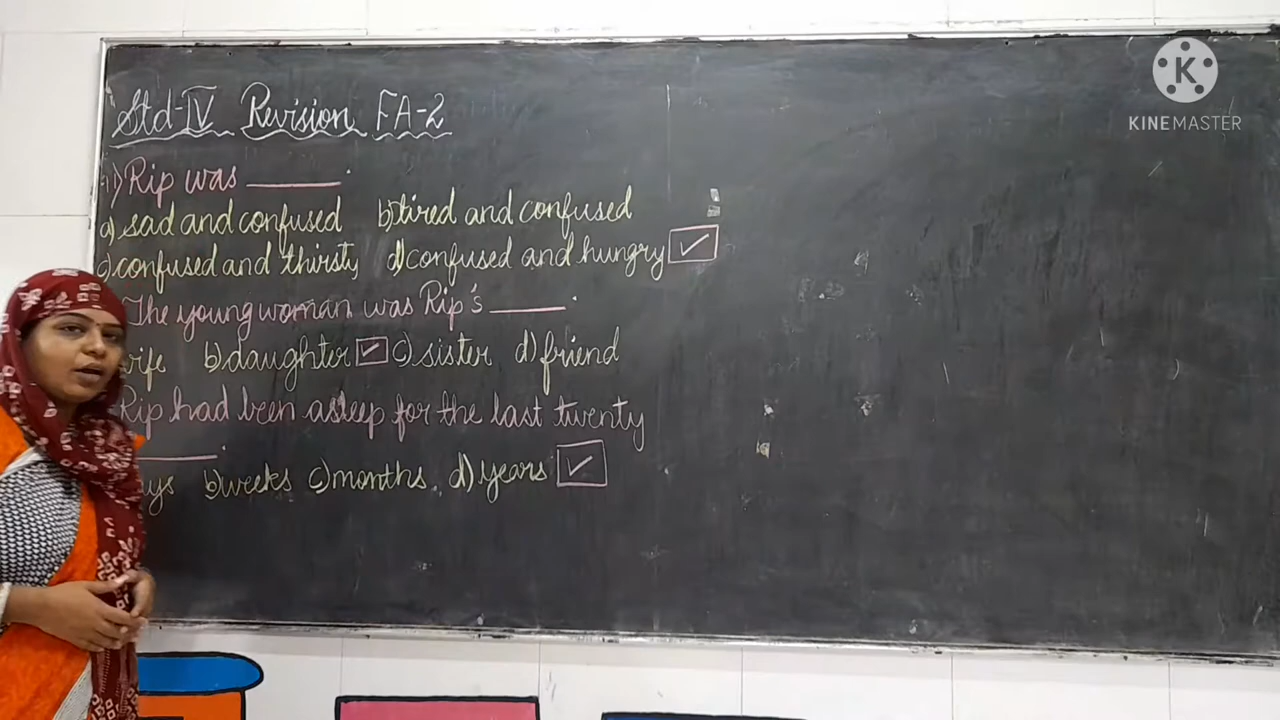 Std-IV Revision FA-2
1) Rip was ______.
a) sad and confused b) tired and confused
c) confused and thirsty d) confused and hungry ✓
The young woman was Rip's ______.
wife b) daughter ✓ c) sister d) friend
Rip had been asleep for the last twenty
______.
ays b) weeks c) months d) years ✓
K
KINEMASTER